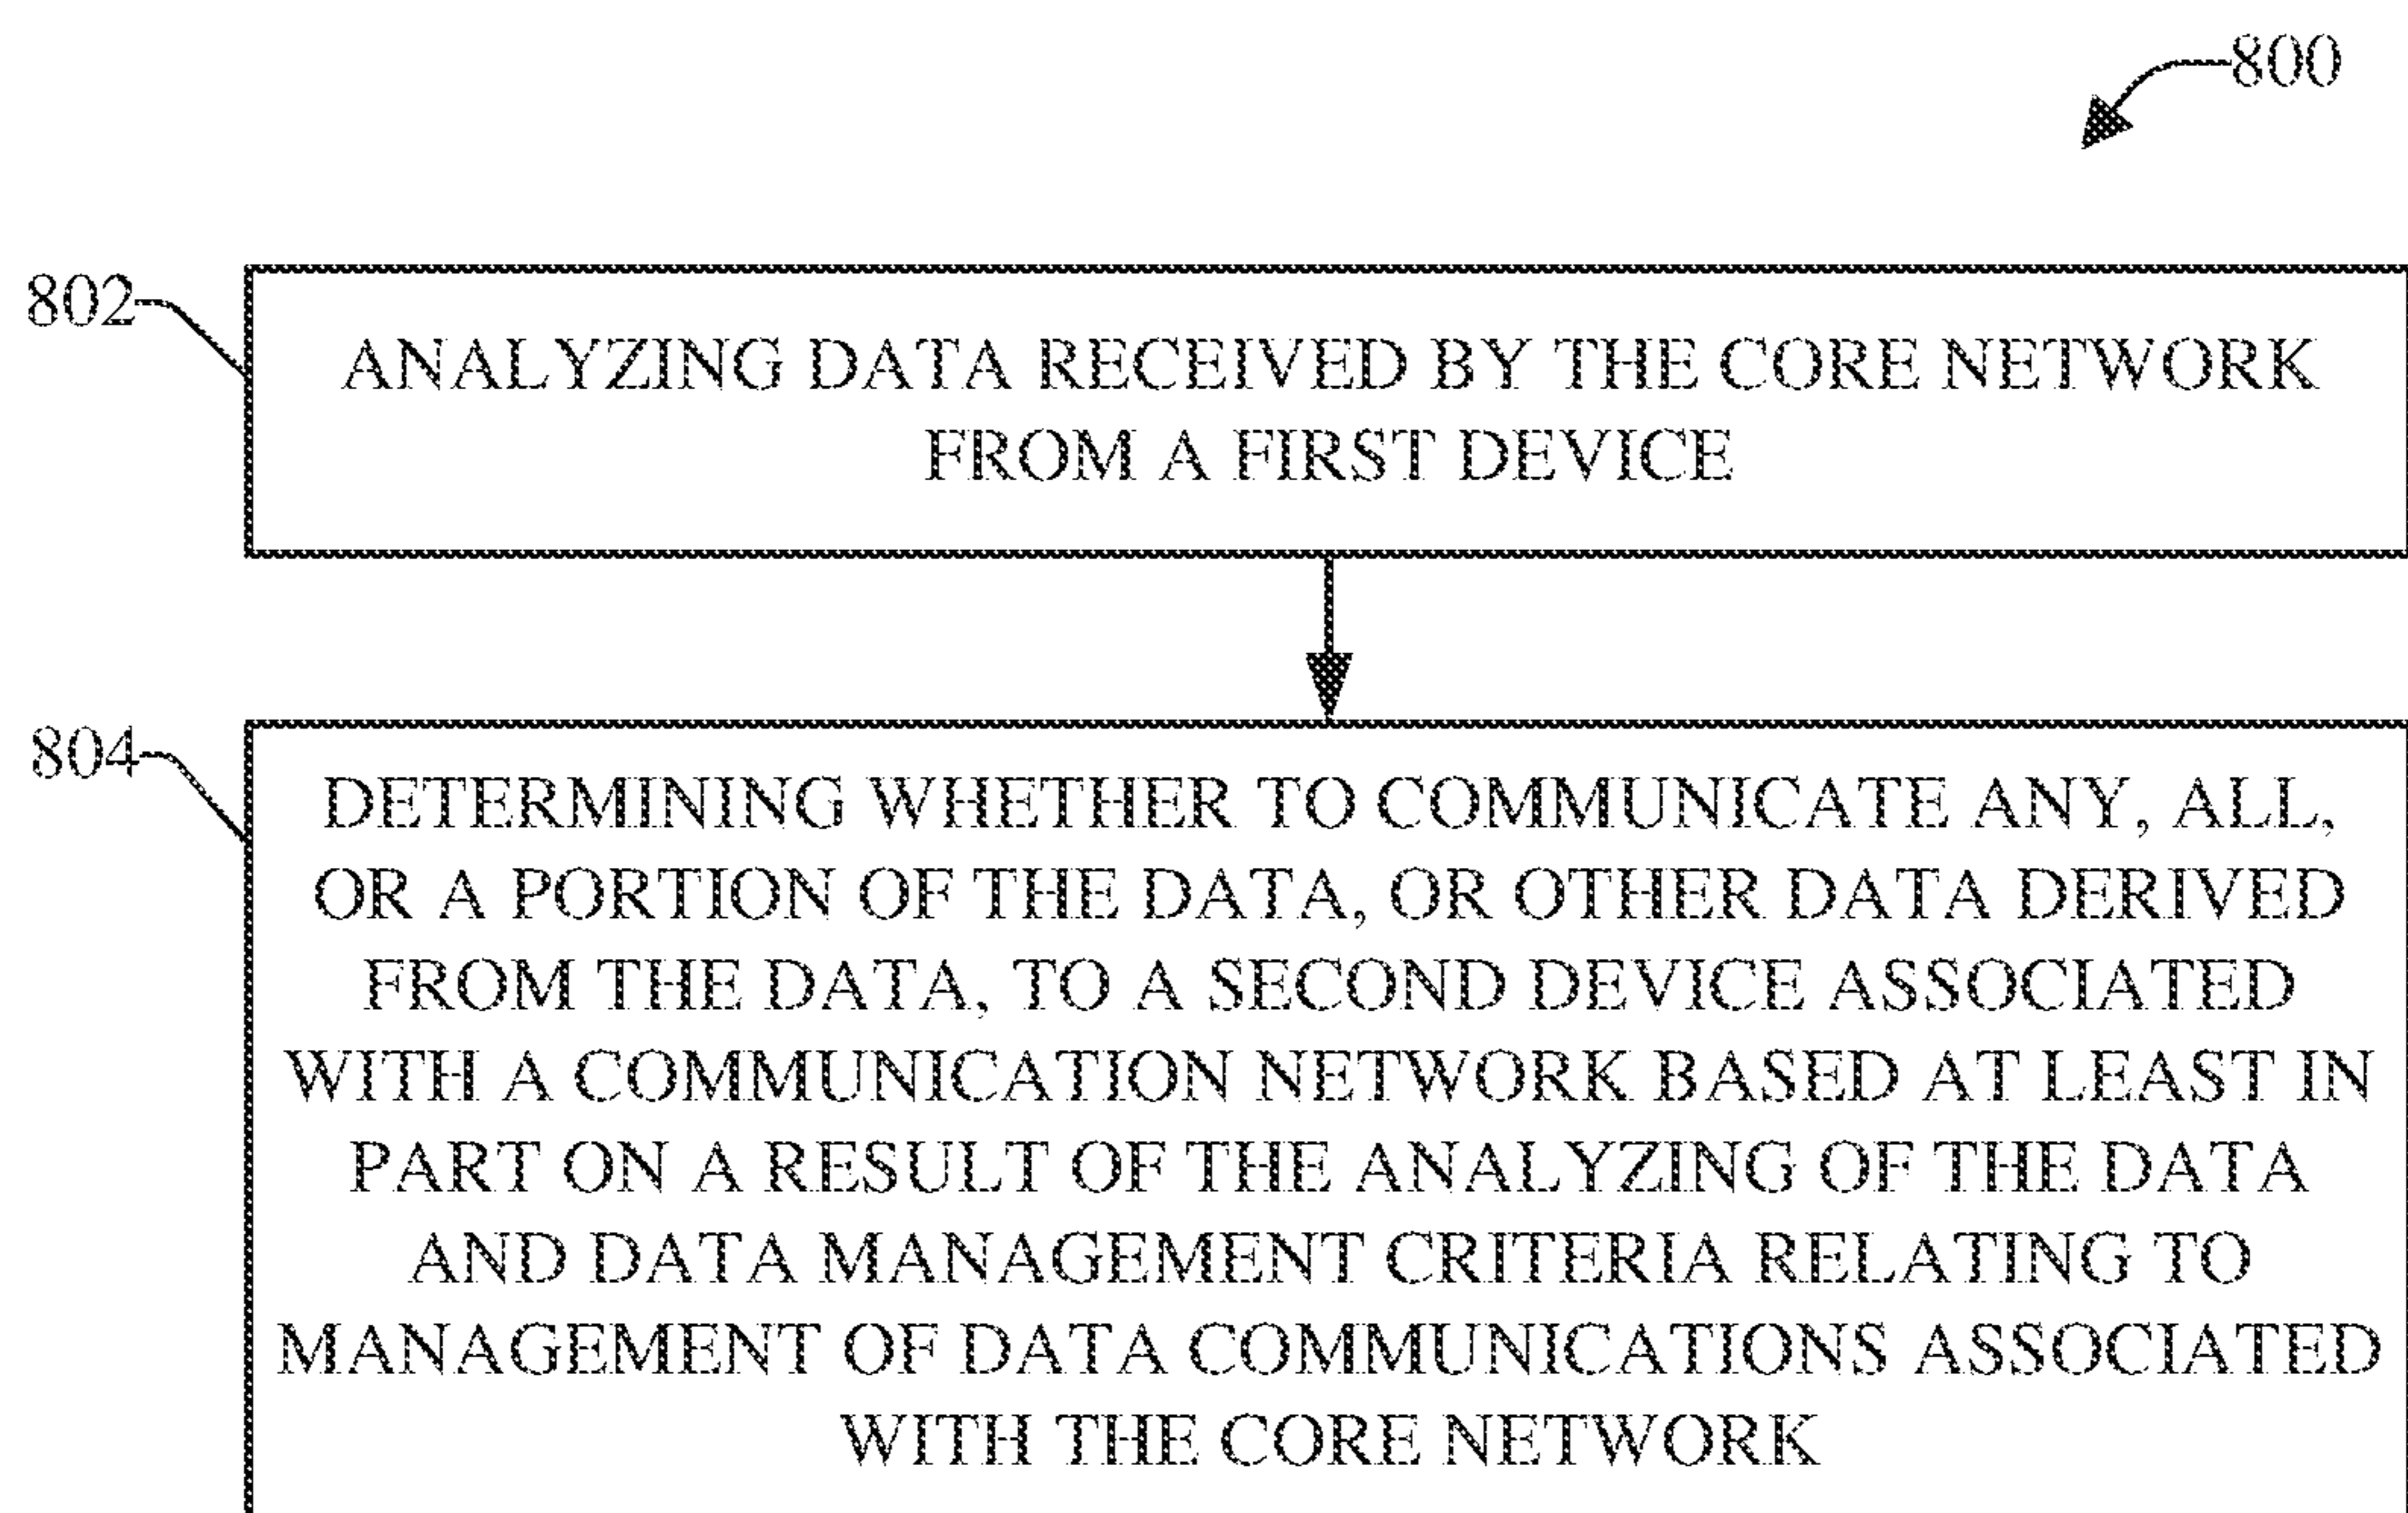 800
802
ANALYZING DATA RECEIVED BY THE CORE NETWORK
FROM A FIRST DEVICE
804
DETERMINING WHETHER TO COMMUNICATE ANY, ALL,
OR A PORTION OF THE DATA, OR OTHER DATA DERIVED
FROM THE DATA, TO A SECOND DEVICE ASSOCIATED
WITH A COMMUNICATION NETWORK BASED AT LEAST IN
PART ON A RESULT OF THE ANALYZING OF THE DATA
AND DATA MANAGEMENT CRITERIA RELATING TO
MANAGEMENT OF DATA COMMUNICATIONS ASSOCIATED
WITH THE CORE NETWORK